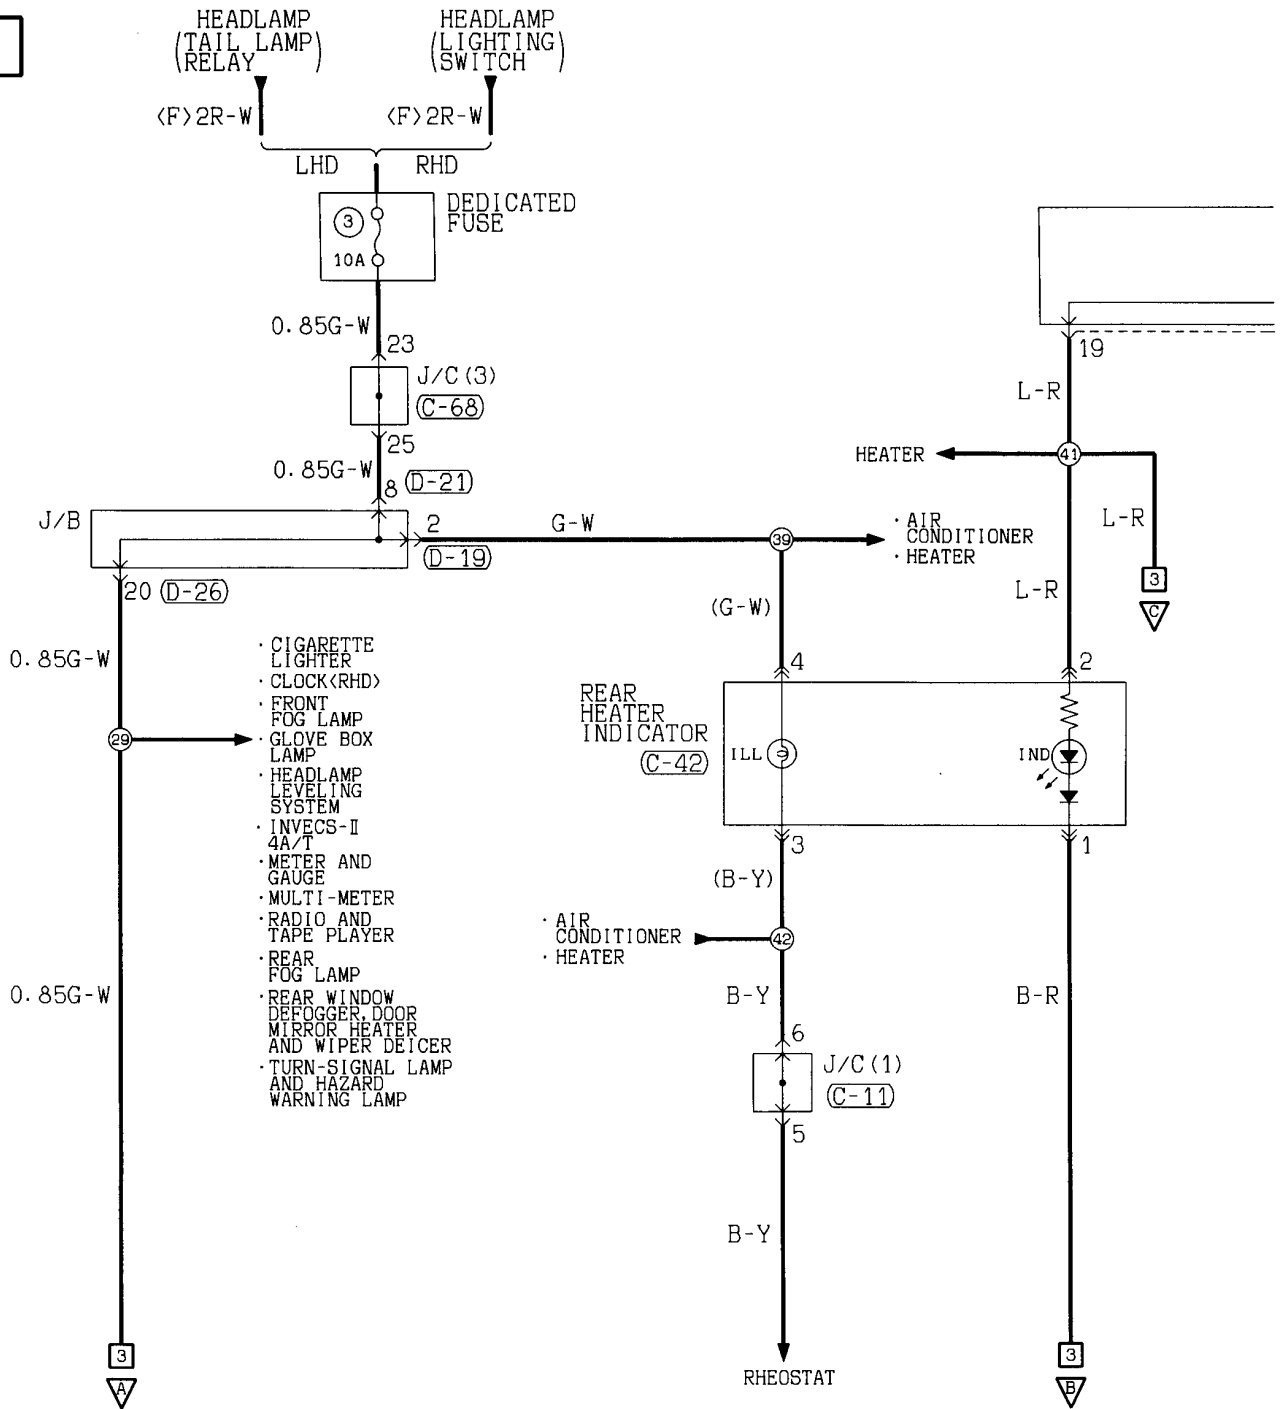 HEADLAMP
(TAIL LAMP)
RELAY
HEADLAMP
(LIGHTING)
SWITCH
<F>2R-W
<F>2R-W
LHD
RHD
3
10A
DEDICATED
FUSE
0.85G-W
23
J/C(3)
C-68
25
0.85G-W
8
D-21
J/B
2
D-19
G-W
39
· AIR
CONDITIONER
· HEATER
19
L-R
HEATER
41
L-R
L-R
3
C
20
D-26
0.85G-W
29
· CIGARETTE
LIGHTER
· CLOCK<RHD>
· FRONT
FOG LAMP
· GLOVE BOX
LAMP
· HEADLAMP
LEVELING
SYSTEM
· INVECS-Ⅱ
4A/T
· METER AND
GAUGE
· MULTI-METER
· RADIO AND
TAPE PLAYER
· REAR
FOG LAMP
· REAR WINDOW
DEFOGGER, DOOR
MIRROR HEATER
AND WIPER DEICER
· TURN-SIGNAL LAMP
AND HAZARD
WARNING LAMP
0.85G-W
3
A
(G-W)
4
2
REAR
HEATER
INDICATOR
C-42
ILL
IND
3
1
(B-Y)
· AIR
CONDITIONER
· HEATER
42
B-Y
B-R
6
J/C(1)
C-11
5
B-Y
RHEOSTAT
3
B